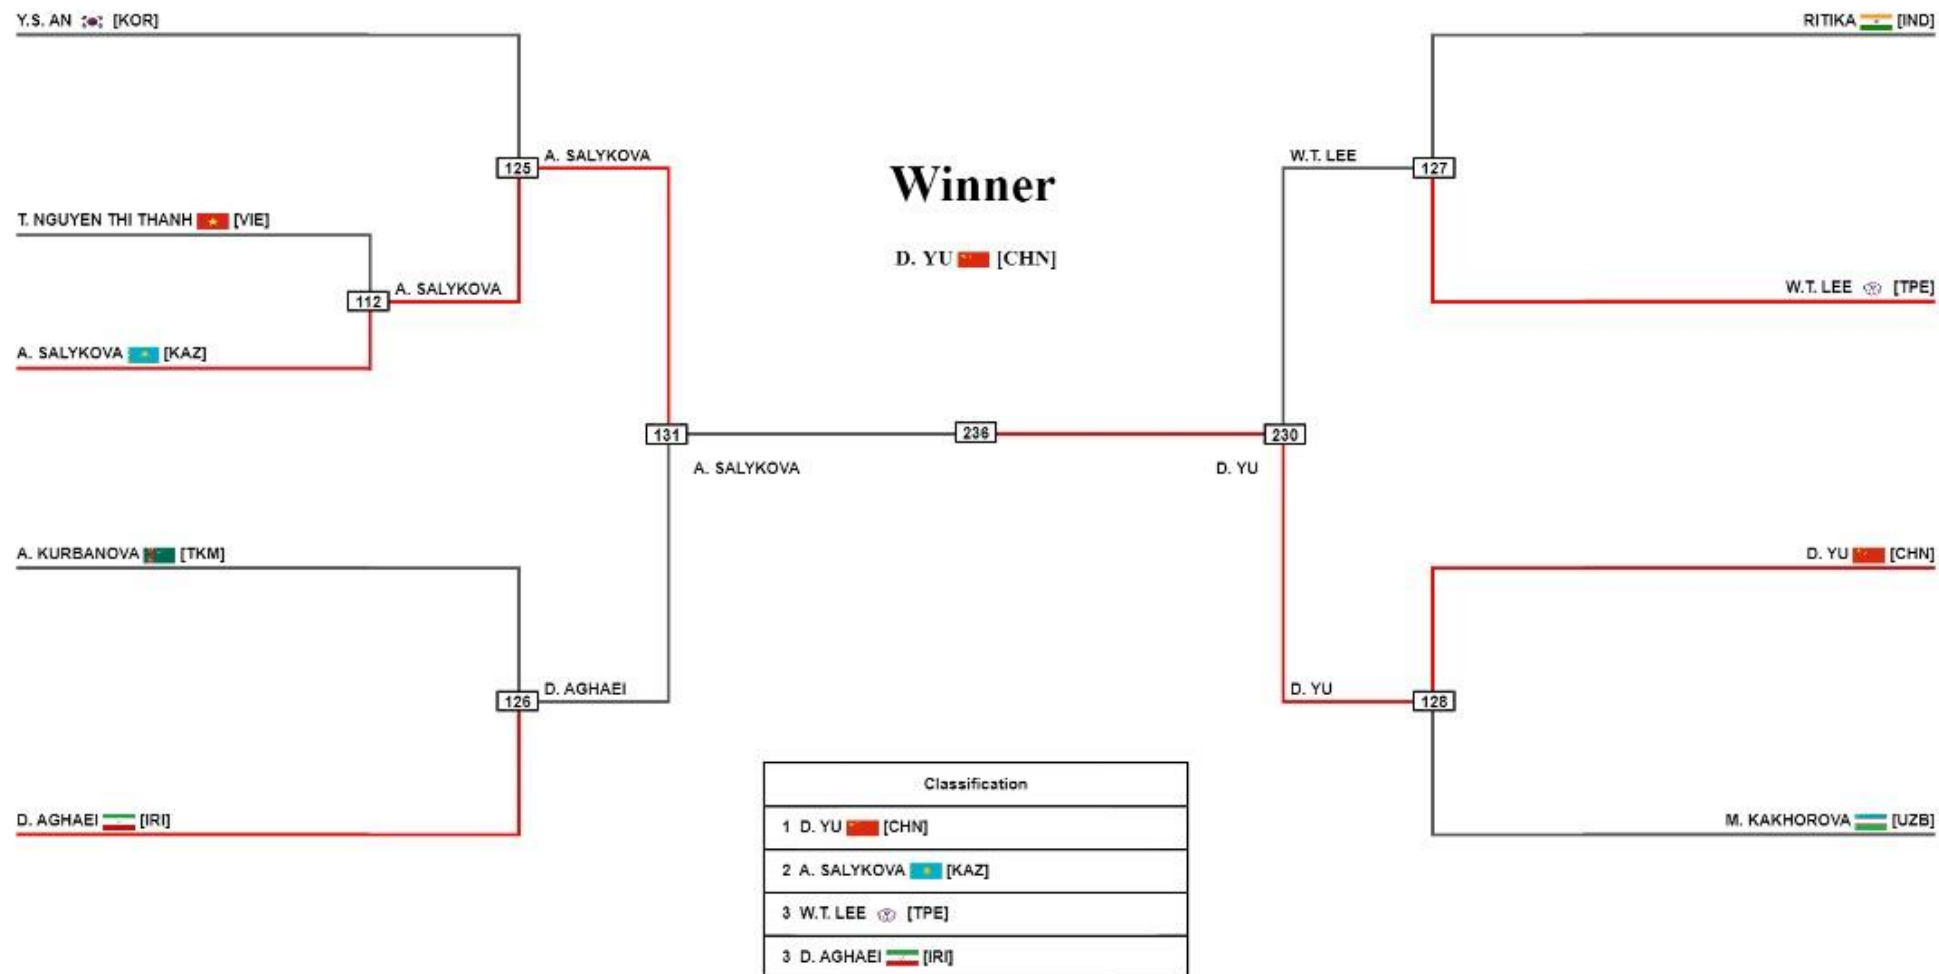 Y.S. AN [KOR]
RITIKA [IND]
125
A. SALYKOVA
Winner
W.T. LEE
127
T. NGUYEN THI THANH [VIE]
D. YU [CHN]
112
A. SALYKOVA
W.T. LEE [TPE]
A. SALYKOVA [KAZ]
131
236
230
A. SALYKOVA
D. YU
A. KURBANOVA [TKM]
D. YU [CHN]
126
D. AGHAEI
D. YU
128
D. AGHAEI [IRI]
M. KAKHOROVA [UZB]
Classification
1 D. YU [CHN]
2 A. SALYKOVA [KAZ]
3 W.T. LEE [TPE]
3 D. AGHAEI [IRI]